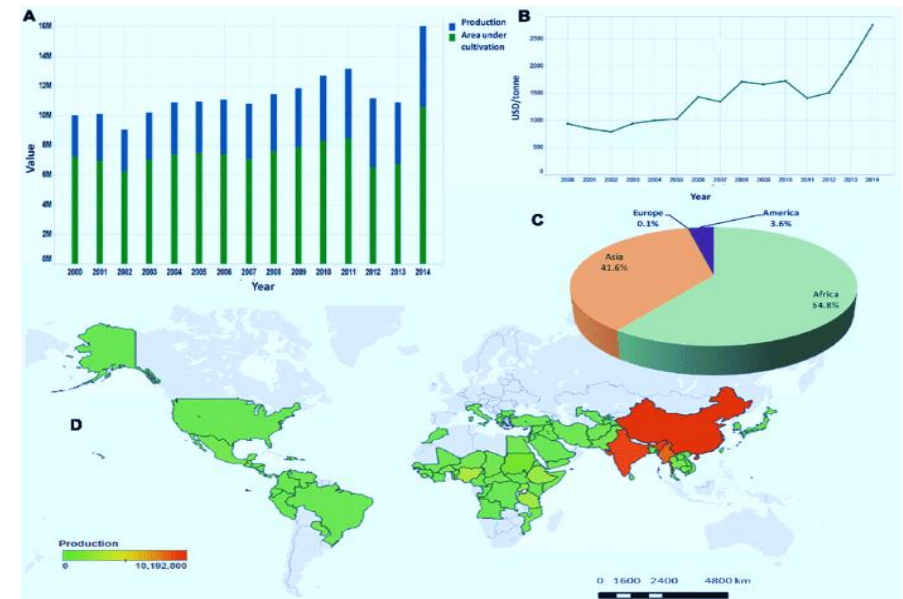 A
16M
14M
12M
10M
8M
6M
4M
2M
0M
Value
2000 2001 2002 2003 2004 2005 2006 2007 2008 2009 2010 2011 2012 2013 2014
Year
Production
Area under
cultivation
B
2500
2000
1500
1000
500
0
USD/tonne
2000 2001 2002 2003 2004 2005 2006 2007 2008 2009 2010 2011 2012 2013 2014
Year
C
Europe
0.1%
America
3.6%
Asia
41.6%
Africa
54.8%
D
Production
0 10,192,800
0 1600 2400 4800 km